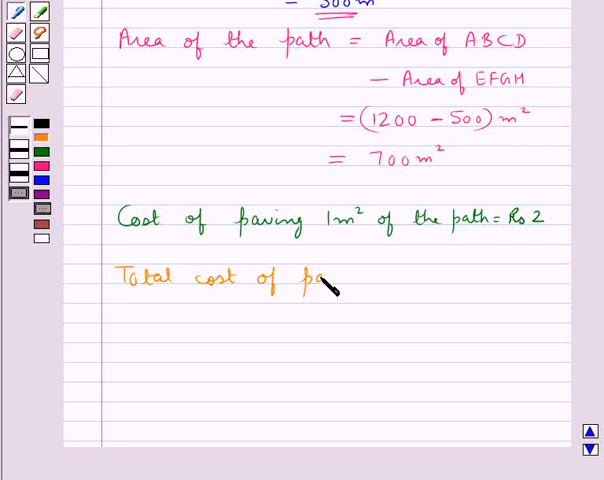 Area of the path = Area of ABCD
- Area of EFGH
= (1200 - 500) m²
= 700 m²
Cost of paving 1m² of the path = Rs 2
Total cost of pa